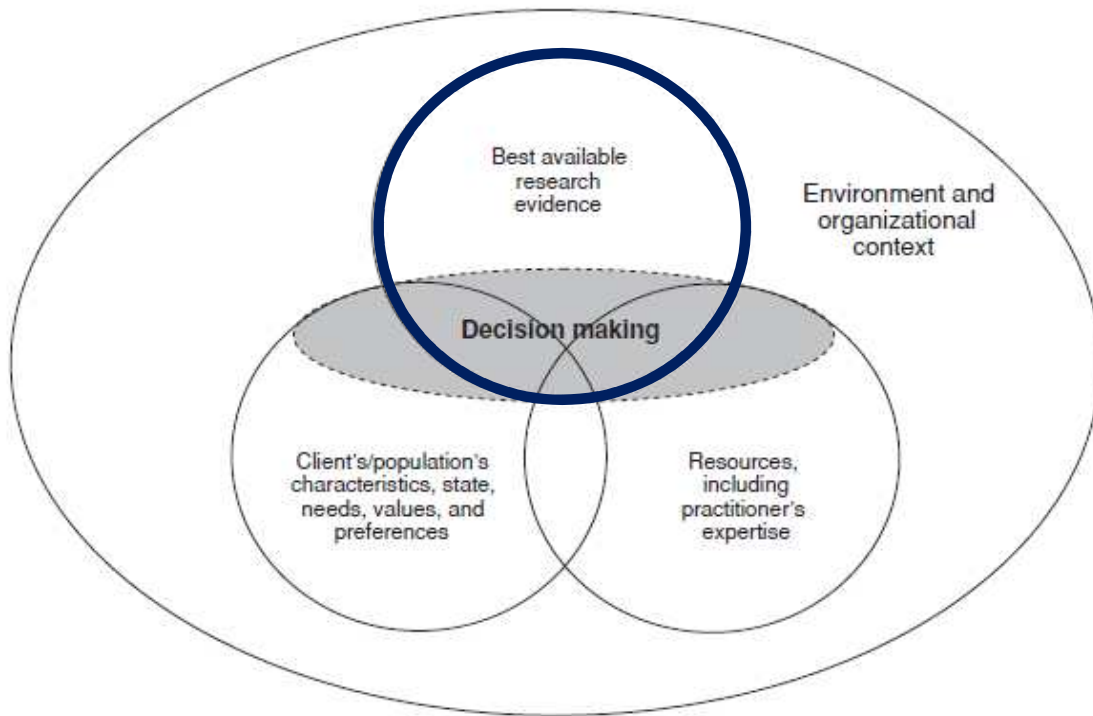 Best available
research
evidence
Environment and
organizational
context
Decision making
Client's/population's
characteristics, state,
needs, values, and
preferences
Resources,
including
practitioner's
expertise